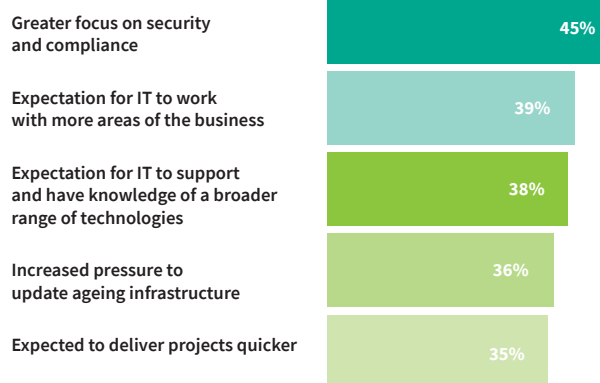 Greater focus on security
and compliance
45%
Expectation for IT to work
with more areas of the business
39%
Expectation for IT to support
and have knowledge of a broader
range of technologies
38%
Increased pressure to
update ageing infrastructure
36%
Expected to deliver projects quicker
35%